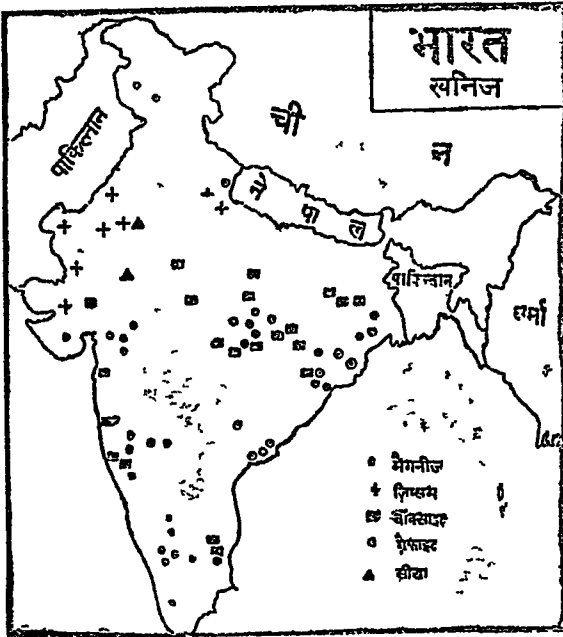 भारत
खनिज
पाकिस्तान
चीन
नेपाल
पाकिस्तान
बर्मा
मैगनीज
जिप्सम
बॉक्साइट
ग्रेफाइट
सीसा